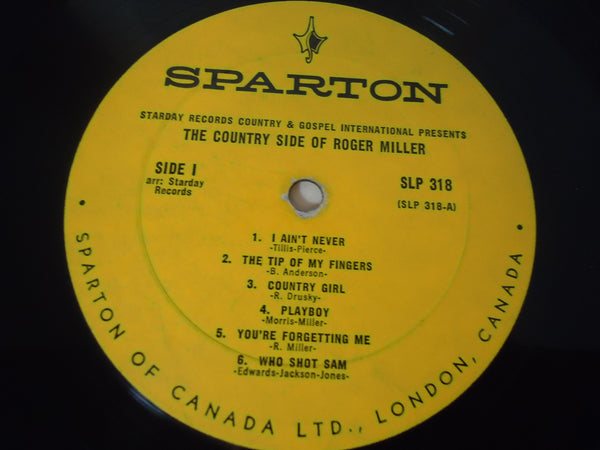 SPARTON
STARDAY RECORDS COUNTRY & GOSPEL INTERNATIONAL PRESENTS
THE COUNTRY SIDE OF ROGER MILLER
SIDE I
arr: Starday
Records
SLP 318
(SLP 318-A)
1. I AIN'T NEVER
-Tillis-Pierce-
2. THE TIP OF MY FINGERS
-B. Anderson-
3. COUNTRY GIRL
-R. Drusky-
4. PLAYBOY
-Morris-Miller-
5. YOU'RE FORGETTING ME
-R. Miller-
6. WHO SHOT SAM
-Edwards-Jackson-Jones-
• SPARTON OF CANADA LTD., LONDON, CANADA •